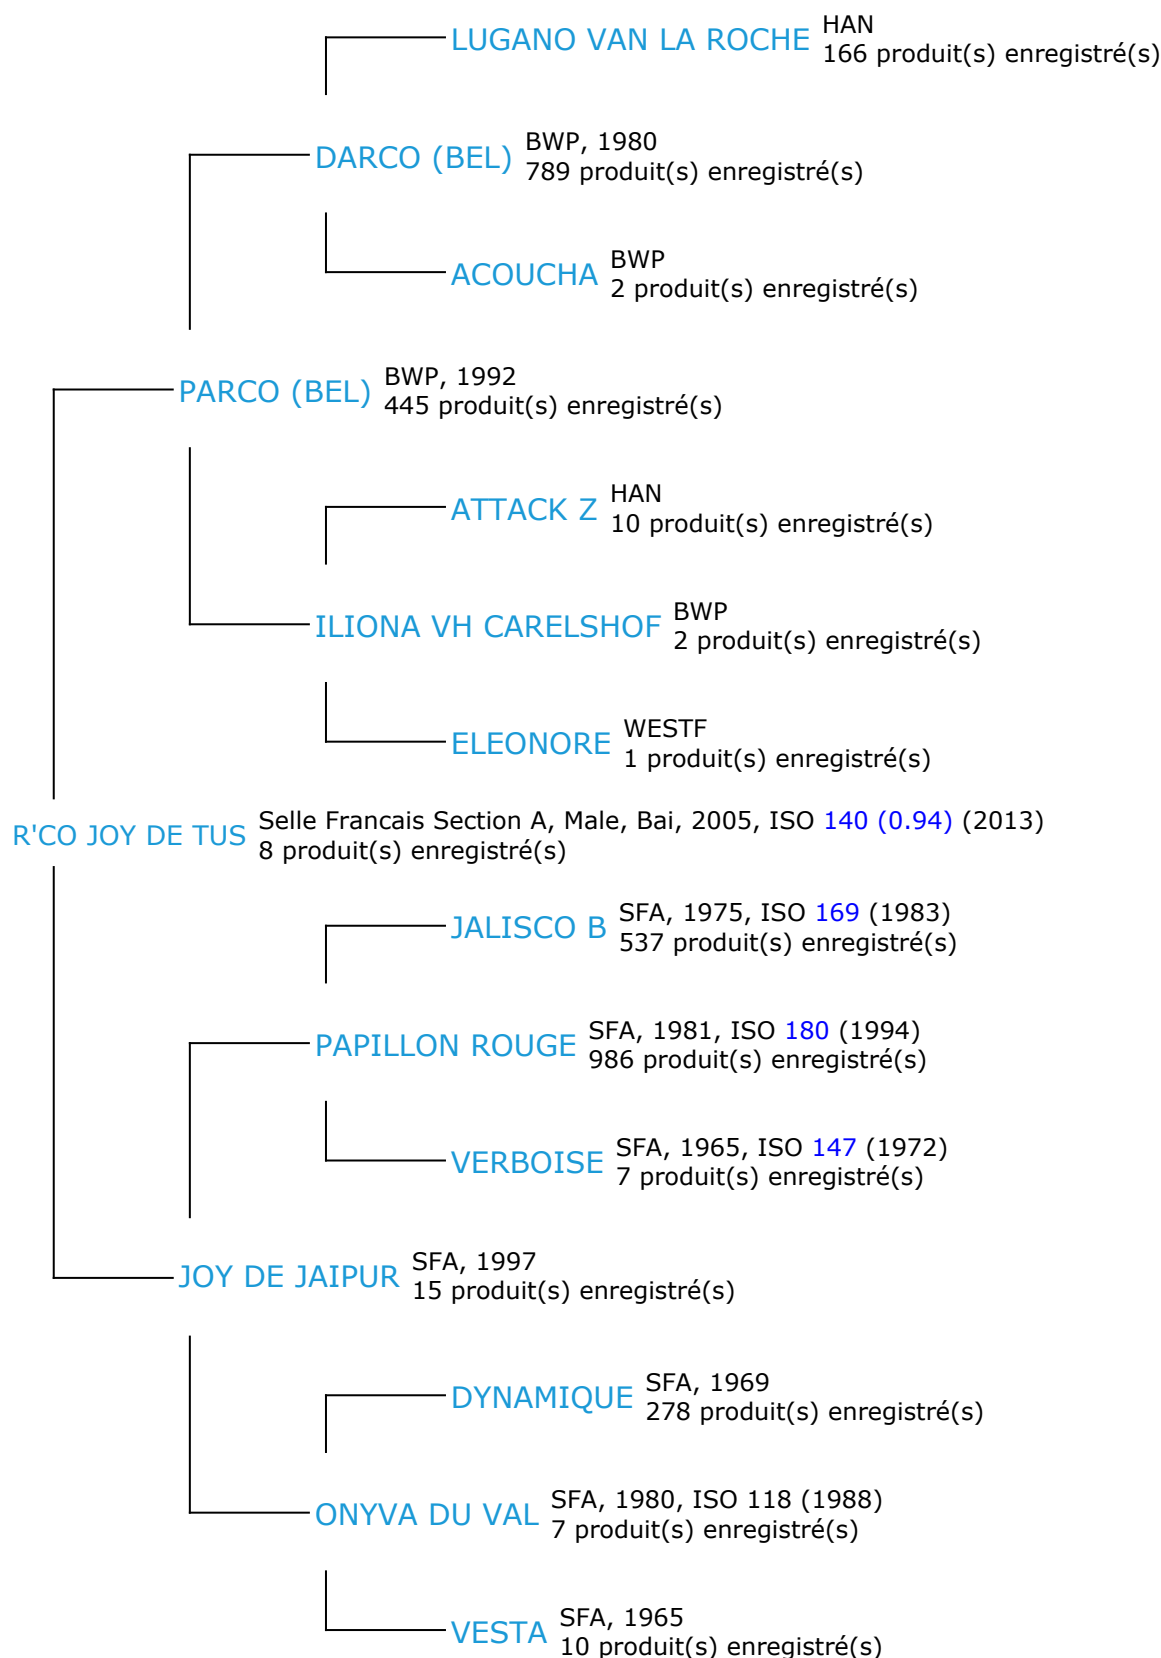 LUGANO VAN LA ROCHE HAN
166 produit(s) enregistré(s)
DARCO (BEL) BWP, 1980
789 produit(s) enregistré(s)
ACOUCHA BWP
2 produit(s) enregistré(s)
PARCO (BEL) BWP, 1992
445 produit(s) enregistré(s)
ATTACK Z HAN
10 produit(s) enregistré(s)
ILIONA VH CARELSHOF BWP
2 produit(s) enregistré(s)
ELEONORE WESTF
1 produit(s) enregistré(s)
R'CO JOY DE TUS Selle Francais Section A, Male, Bai, 2005, ISO 140 (0.94) (2013)
8 produit(s) enregistré(s)
JALISCO B SFA, 1975, ISO 169 (1983)
537 produit(s) enregistré(s)
PAPILLON ROUGE SFA, 1981, ISO 180 (1994)
986 produit(s) enregistré(s)
VERBOISE SFA, 1965, ISO 147 (1972)
7 produit(s) enregistré(s)
JOY DE JAIPUR SFA, 1997
15 produit(s) enregistré(s)
DYNAMIQUE SFA, 1969
278 produit(s) enregistré(s)
ONYVA DU VAL SFA, 1980, ISO 118 (1988)
7 produit(s) enregistré(s)
VESTA SFA, 1965
10 produit(s) enregistré(s)